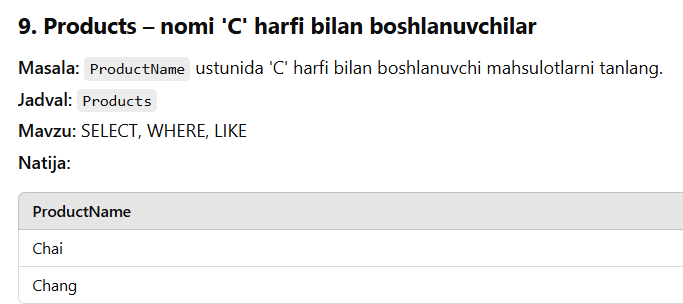 9. Products – nomi 'C' harfi bilan boshlanuvchilar
Masala: ProductName ustunida 'C' harfi bilan boshlanuvchi mahsulotlarni tanlang.
Jadval: Products
Mavzu: SELECT, WHERE, LIKE
Natija:
ProductName
Chai
Chang